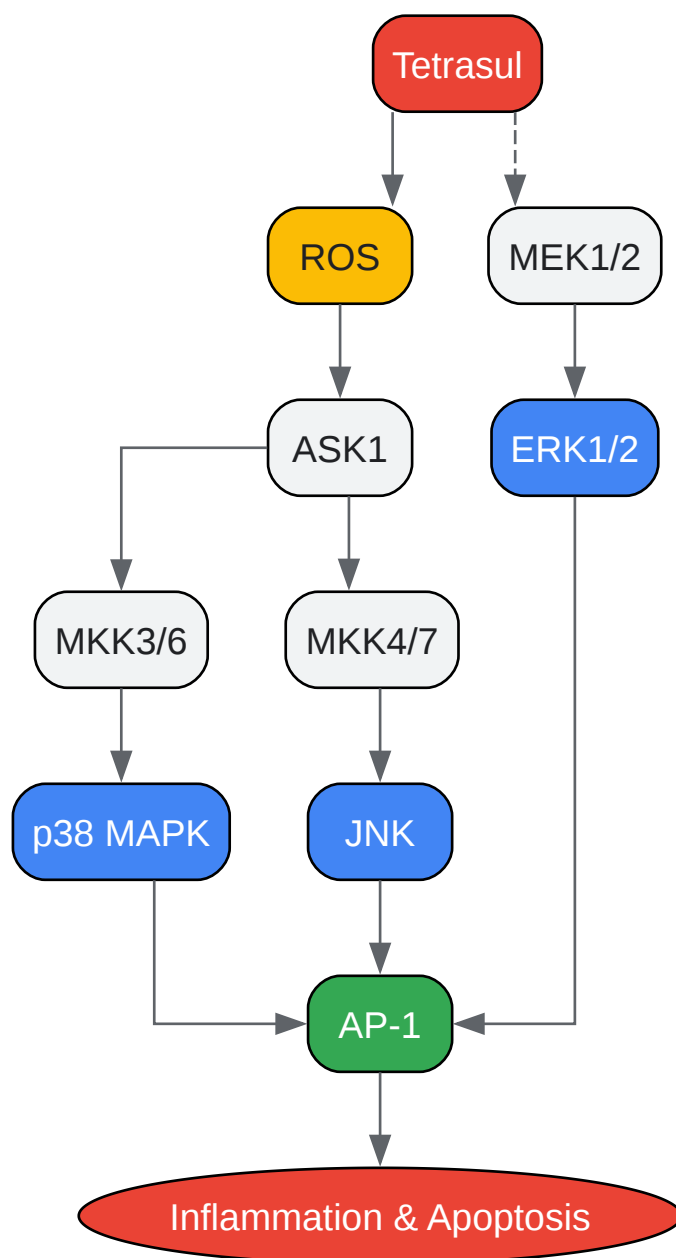 Tetrasul
ROS
MEK1/2
ASK1
ERK1/2
MKK3/6
MKK4/7
p38 MAPK
JNK
AP-1
Inflammation & Apoptosis